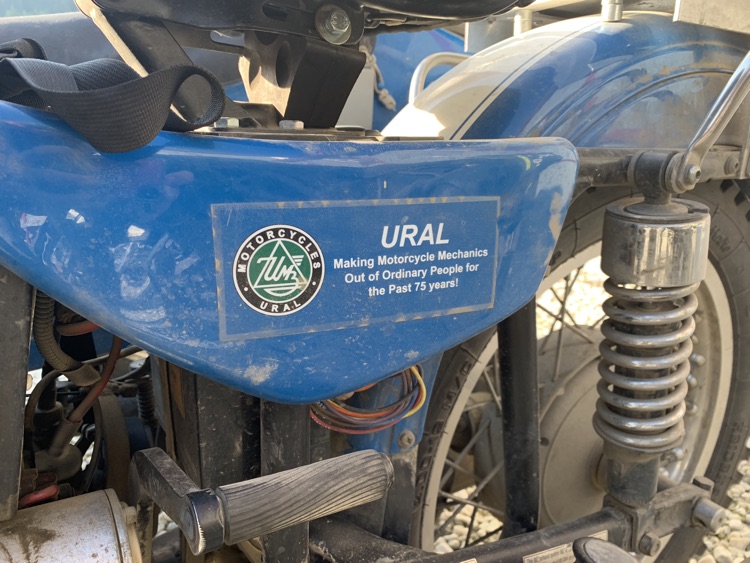 MOTORCYCLES
URAL
URAL
Making Motorcycle Mechanics
Out of Ordinary People for
the Past 75 years!